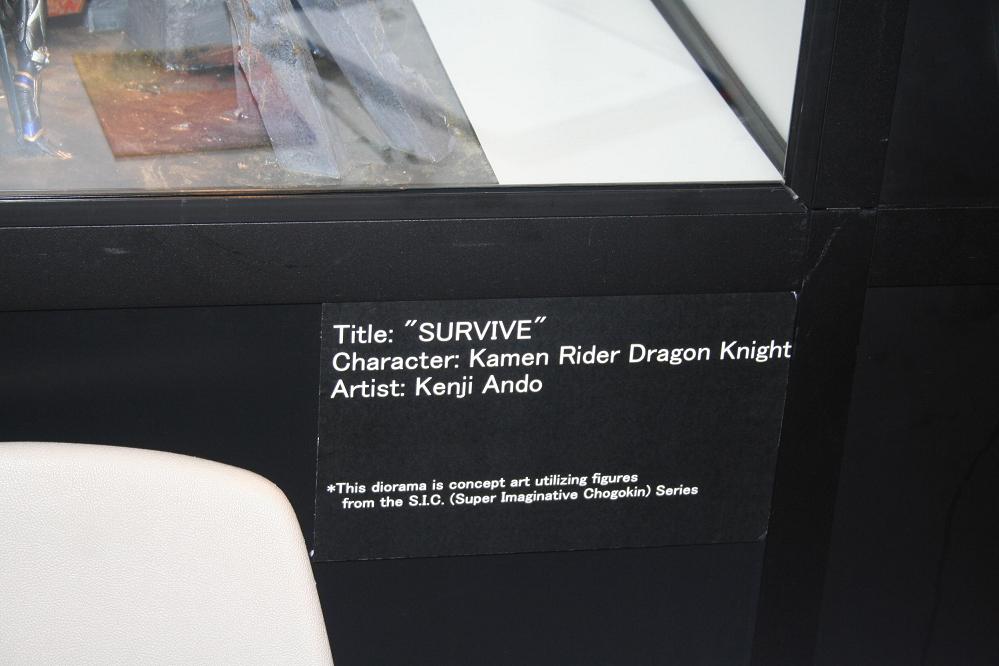 Title: "SURVIVE"
Character: Kamen Rider Dragon Knight
Artist: Kenji Ando
*This diorama is concept art utilizing figures
from the S.I.C. (Super Imaginative Chogokin) Series